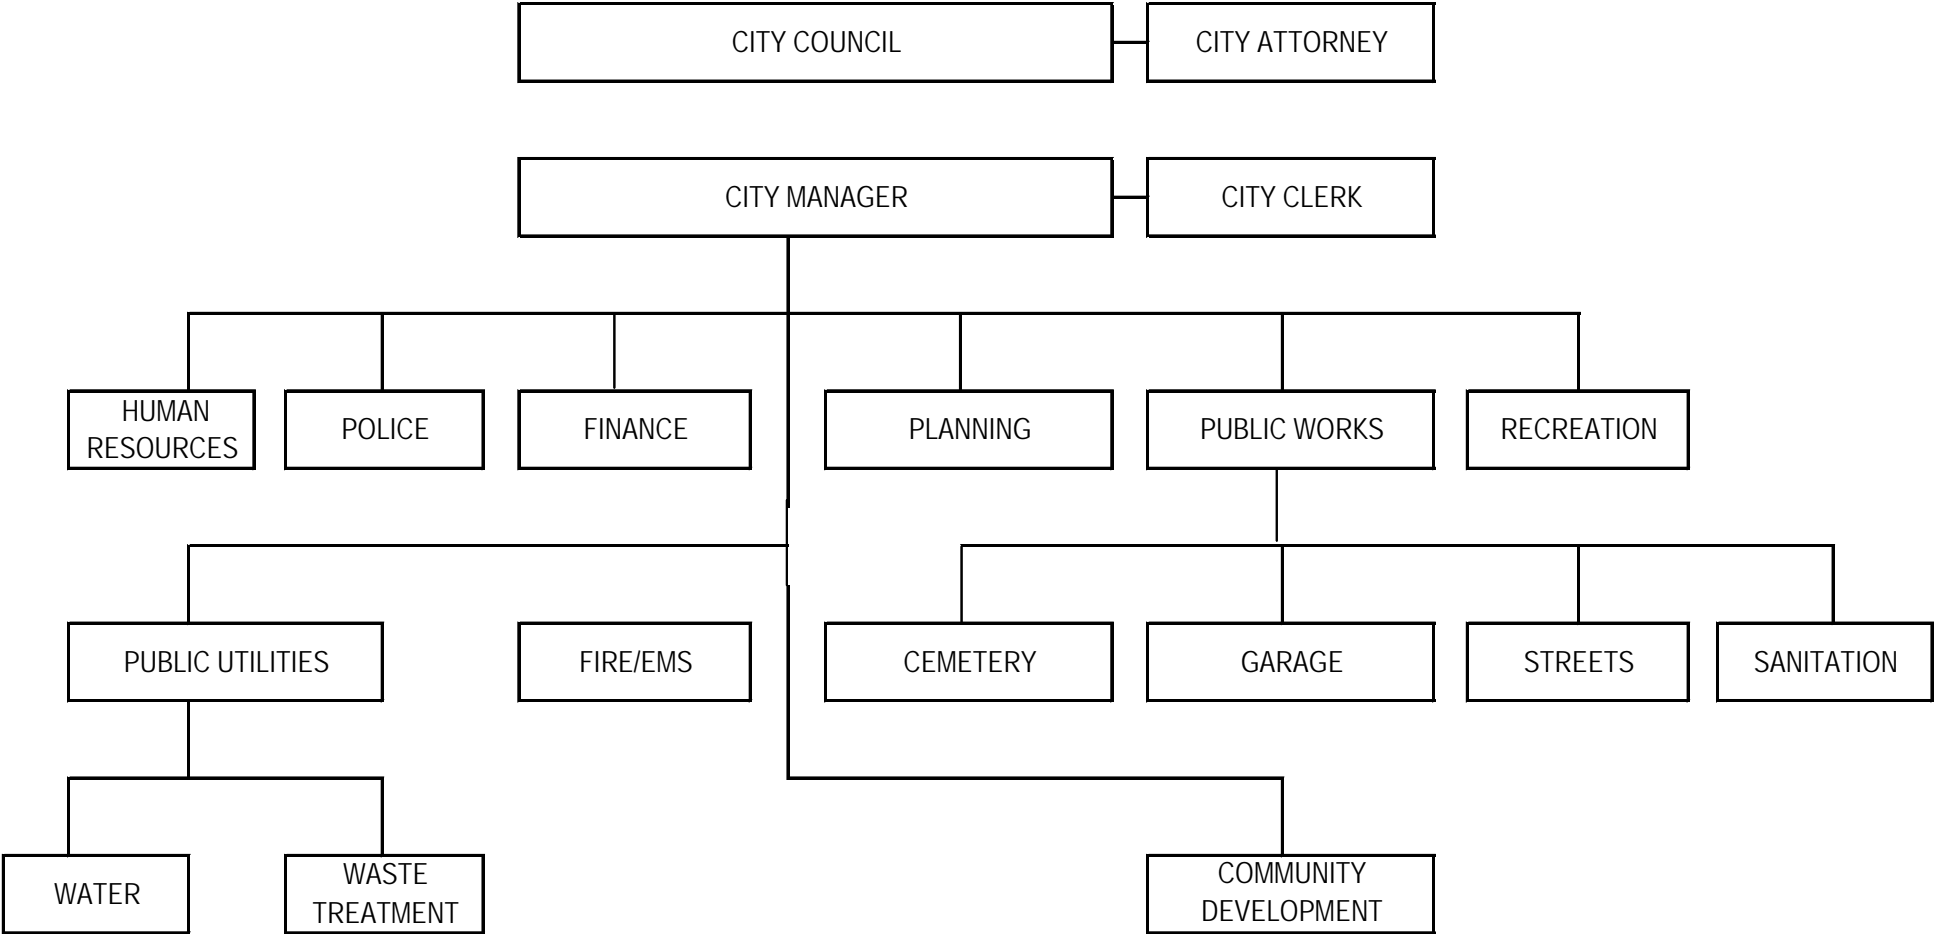 CITY COUNCIL
CITY ATTORNEY
CITY MANAGER
CITY CLERK
HUMAN
RESOURCES
POLICE
FINANCE
PLANNING
PUBLIC WORKS
RECREATION
PUBLIC UTILITIES
FIRE/EMS
CEMETERY
GARAGE
STREETS
SANITATION
WATER
WASTE
TREATMENT
COMMUNITY
DEVELOPMENT